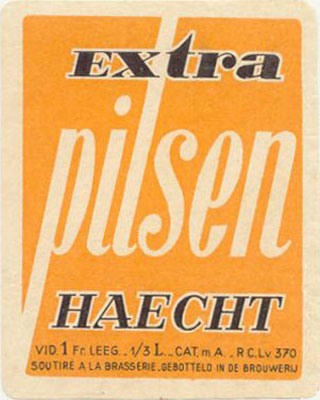 Extra
pilsen
HAECHT
VID. 1 Fr. LEEG. - 1/3 L. - CAT. m A. - R C. Lv 370
SOUTIRÉ A LA BRASSERIE. GEBOTTELD IN DE BROUWERIJ